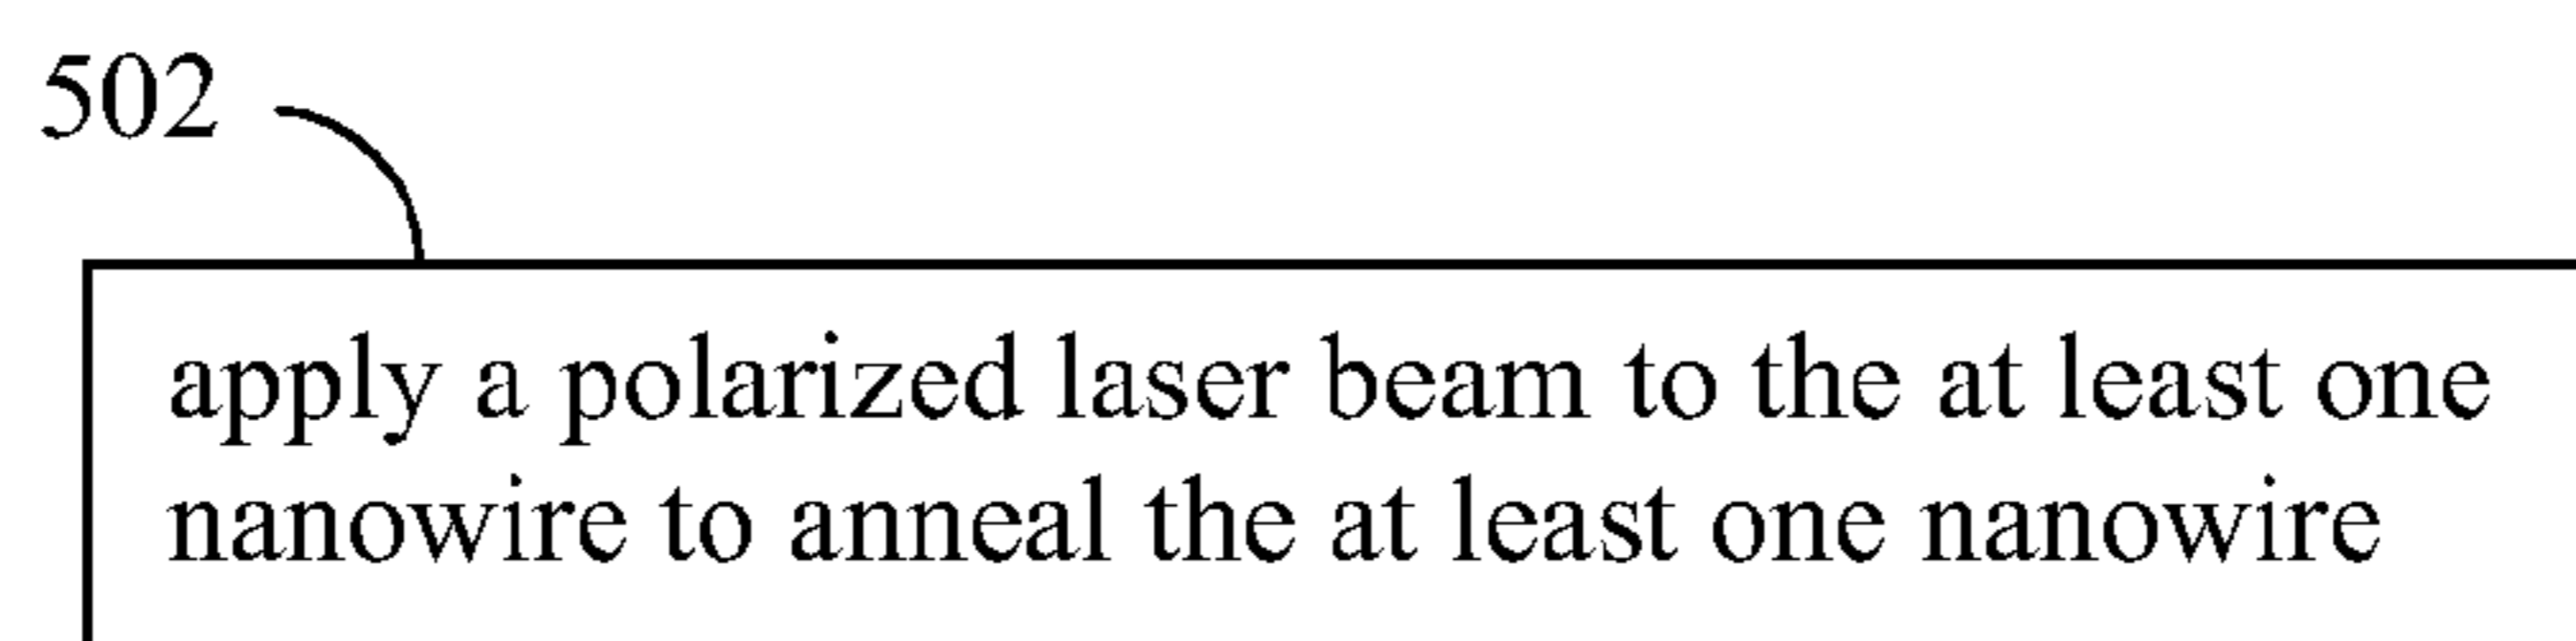 502
apply a polarized laser beam to the at least one
nanowire to anneal the at least one nanowire